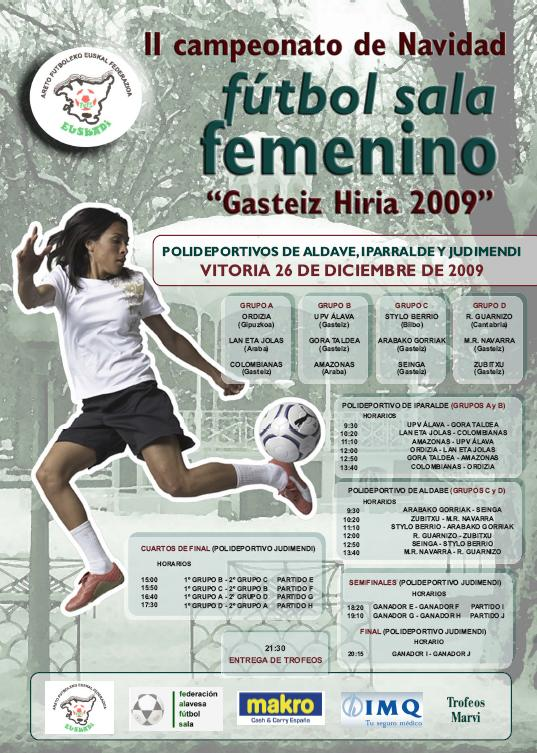 II campeonato de Navidad
fútbol sala
femenino
"Gasteiz Hiria 2009"
ARETO FUTBOLEKO EUSKAL FEDERAZIOA
EUSKADI
POLIDEPORTIVOS DE ALDAVE, IPARRALDE Y JUDIMENDI
VITORIA 26 DE DICIEMBRE DE 2009
GRUPO A
ORDIZIA
(Gipuzkoa)
LAN ETA JOLAS
(Araba)
COLOMBIANAS
(Gasteiz)
GRUPO B
UPV ÁLAVA
(Gasteiz)
GORA TALDEA
(Gasteiz)
AMAZONAS
(Araba)
GRUPO C
STYLO BERRIO
(Bilbo)
ARABAKO GORRIAK
(Gasteiz)
SEINGA
(Gasteiz)
GRUPO D
R. GUARNIZO
(Cantabria)
M.R. NAVARRA
(Gasteiz)
ZUBITXU
(Gasteiz)
POLIDEPORTIVO DE IPARALDE (GRUPOS A y B)
HORARIOS
9:30 UPV ÁLAVA - GORA TALDEA
10:20 LAN ETA JOLAS - COLOMBIANAS
11:10 AMAZONAS - UPV ÁLAVA
12:00 ORDIZIA - LAN ETA JOLAS
12:50 GORA TALDEA - AMAZONAS
13:40 COLOMBIANAS - ORDIZIA
POLIDEPORTIVO DE ALDABE (GRUPOS C y D)
HORARIOS
9:30 ARABAKO GORRIAK - SEINGA
10:20 ZUBITXU - M.R. NAVARRA
11:10 STYLO BERRIO - ARABAKO GORRIAK
12:00 R. GUARNIZO - ZUBITXU
12:50 SEINGA - STYLO BERRIO
13:40 M.R. NAVARRA - R. GUARNIZO
CUARTOS DE FINAL (POLIDEPORTIVO JUDIMENDI)
HORARIOS
15:00 1º GRUPO B - 2º GRUPO C PARTIDO E
15:50 1º GRUPO C - 2º GRUPO B PARTIDO F
16:40 1º GRUPO A - 2º GRUPO D PARTIDO G
17:30 1º GRUPO D - 2º GRUPO A PARTIDO H
SEMIFINALES (POLIDEPORTIVO JUDIMENDI)
HORARIOS
18:20 GANADOR E - GANADOR F PARTIDO I
19:10 GANADOR G - GANADOR H PARTIDO J
FINAL (POLIDEPORTIVO JUDIMENDI)
HORARIO
20:15 GANADOR I - GANADOR J
21:30
ENTREGA DE TROFEOS
ARETO FUTBOLEKO EUSKAL FEDERAZIOA
EUSKADI
federación
alavesa
fútbol
sala
makro
Cash & Carry España
IMQ
Tu seguro médico
Trofeos
Marvi